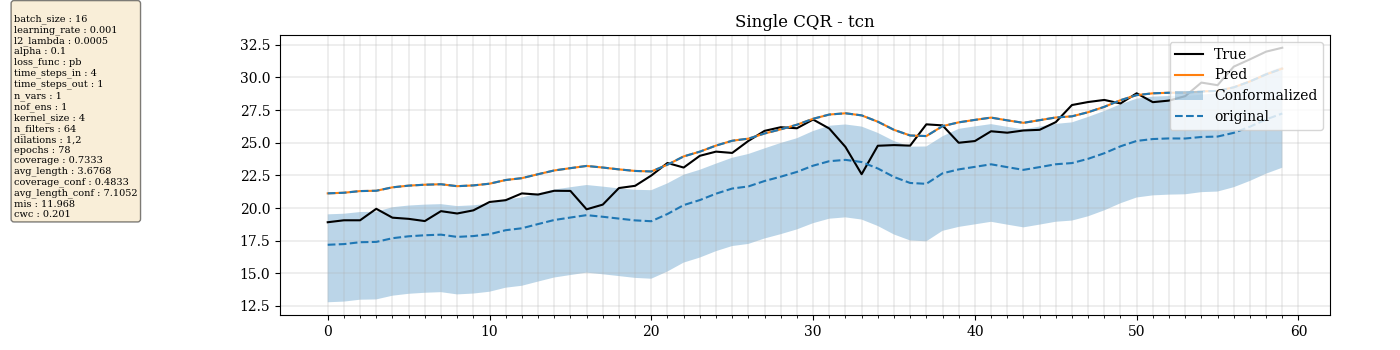 batch_size : 16
learning_rate : 0.001
l2_lambda : 0.0005
alpha : 0.1
loss_func : pb
time_steps_in : 4
time_steps_out : 1
n_vars : 1
nof_ens : 1
kernel_size : 4
n_filters : 64
dilations : 1,2
epochs : 78
coverage : 0.7333
avg_length : 3.6768
coverage_conf : 0.4833
avg_length_conf : 7.1052
mis : 11.968
cwc : 0.201
Single CQR - tcn
32.5
30.0
27.5
25.0
22.5
20.0
17.5
15.0
12.5
0 10 20 30 40 50 60
True
Pred
Conformalized
original